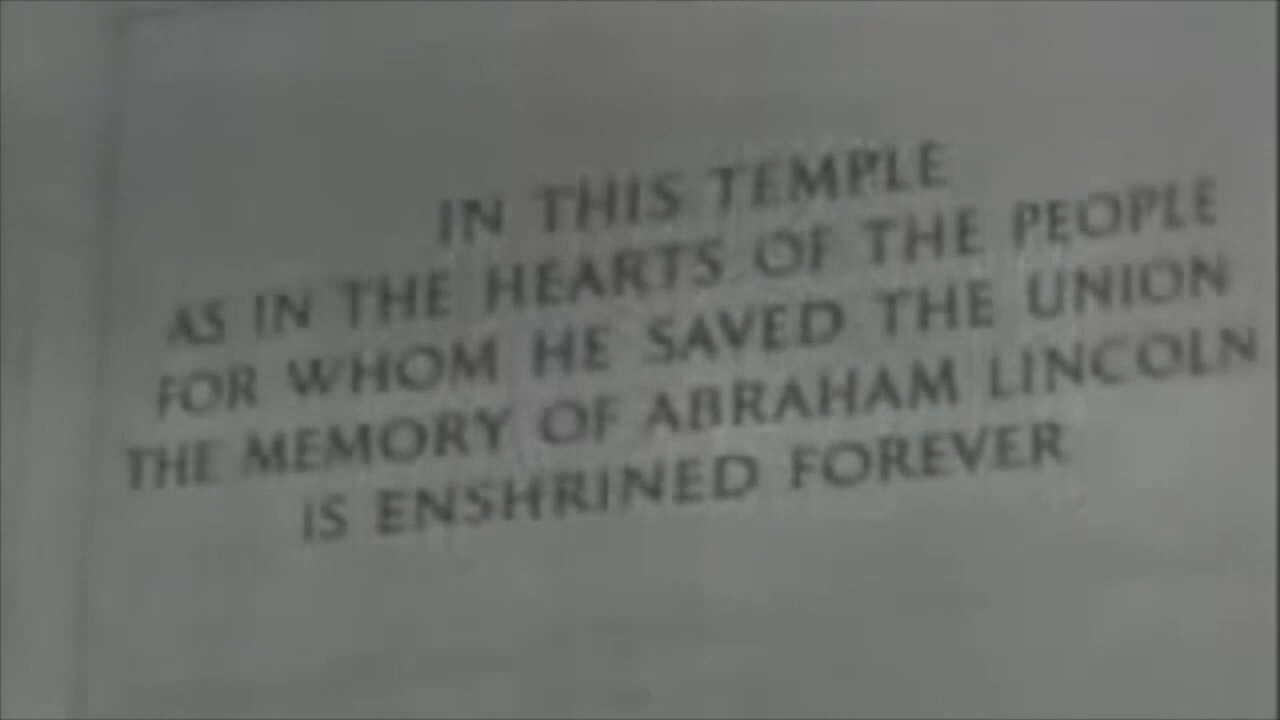 IN THIS TEMPLE
AS IN THE HEARTS OF THE PEOPLE
FOR WHOM HE SAVED THE UNION
THE MEMORY OF ABRAHAM LINCOLN
IS ENSHRINED FOREVER